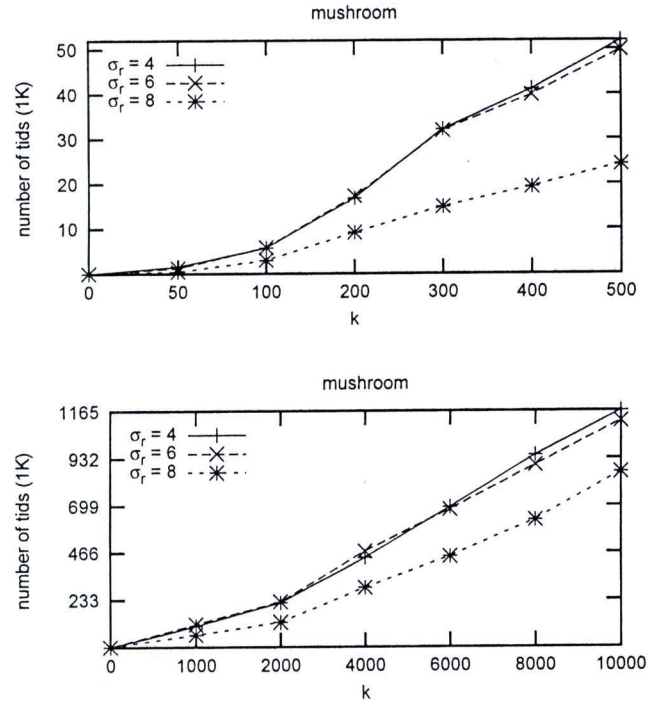 mushroom
50
40
30
20
10
number of tids (1K)
σr = 4
σr = 6
σr = 8
0 50 100 200 300 400 500
k
mushroom
1165
932
699
466
233
number of tids (1K)
σr = 4
σr = 6
σr = 8
0 1000 2000 4000 6000 8000 10000
k